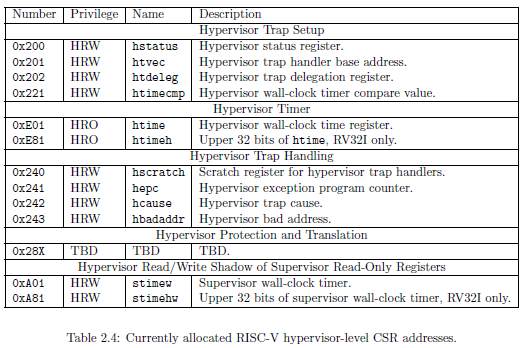 Number Privilege Name Description
Hypervisor Trap Setup
0x200 HRW hstatus Hypervisor status register.
0x201 HRW htvec Hypervisor trap handler base address.
0x202 HRW htdeleg Hypervisor trap delegation register.
0x221 HRW htimecmp Hypervisor wall-clock timer compare value.
Hypervisor Timer
0xE01 HRO htime Hypervisor wall-clock time register.
0xE81 HRO htimeh Upper 32 bits of htime, RV32I only.
Hypervisor Trap Handling
0x240 HRW hscratch Scratch register for hypervisor trap handlers.
0x241 HRW hepc Hypervisor exception program counter.
0x242 HRW hcause Hypervisor trap cause.
0x243 HRW hbadaddr Hypervisor bad address.
Hypervisor Protection and Translation
0x28X TBD TBD TBD.
Hypervisor Read/Write Shadow of Supervisor Read-Only Registers
0xA01 HRW stimew Supervisor wall-clock timer.
0xA81 HRW stimehw Upper 32 bits of supervisor wall-clock timer, RV32I only.
Table 2.4: Currently allocated RISC-V hypervisor-level CSR addresses.